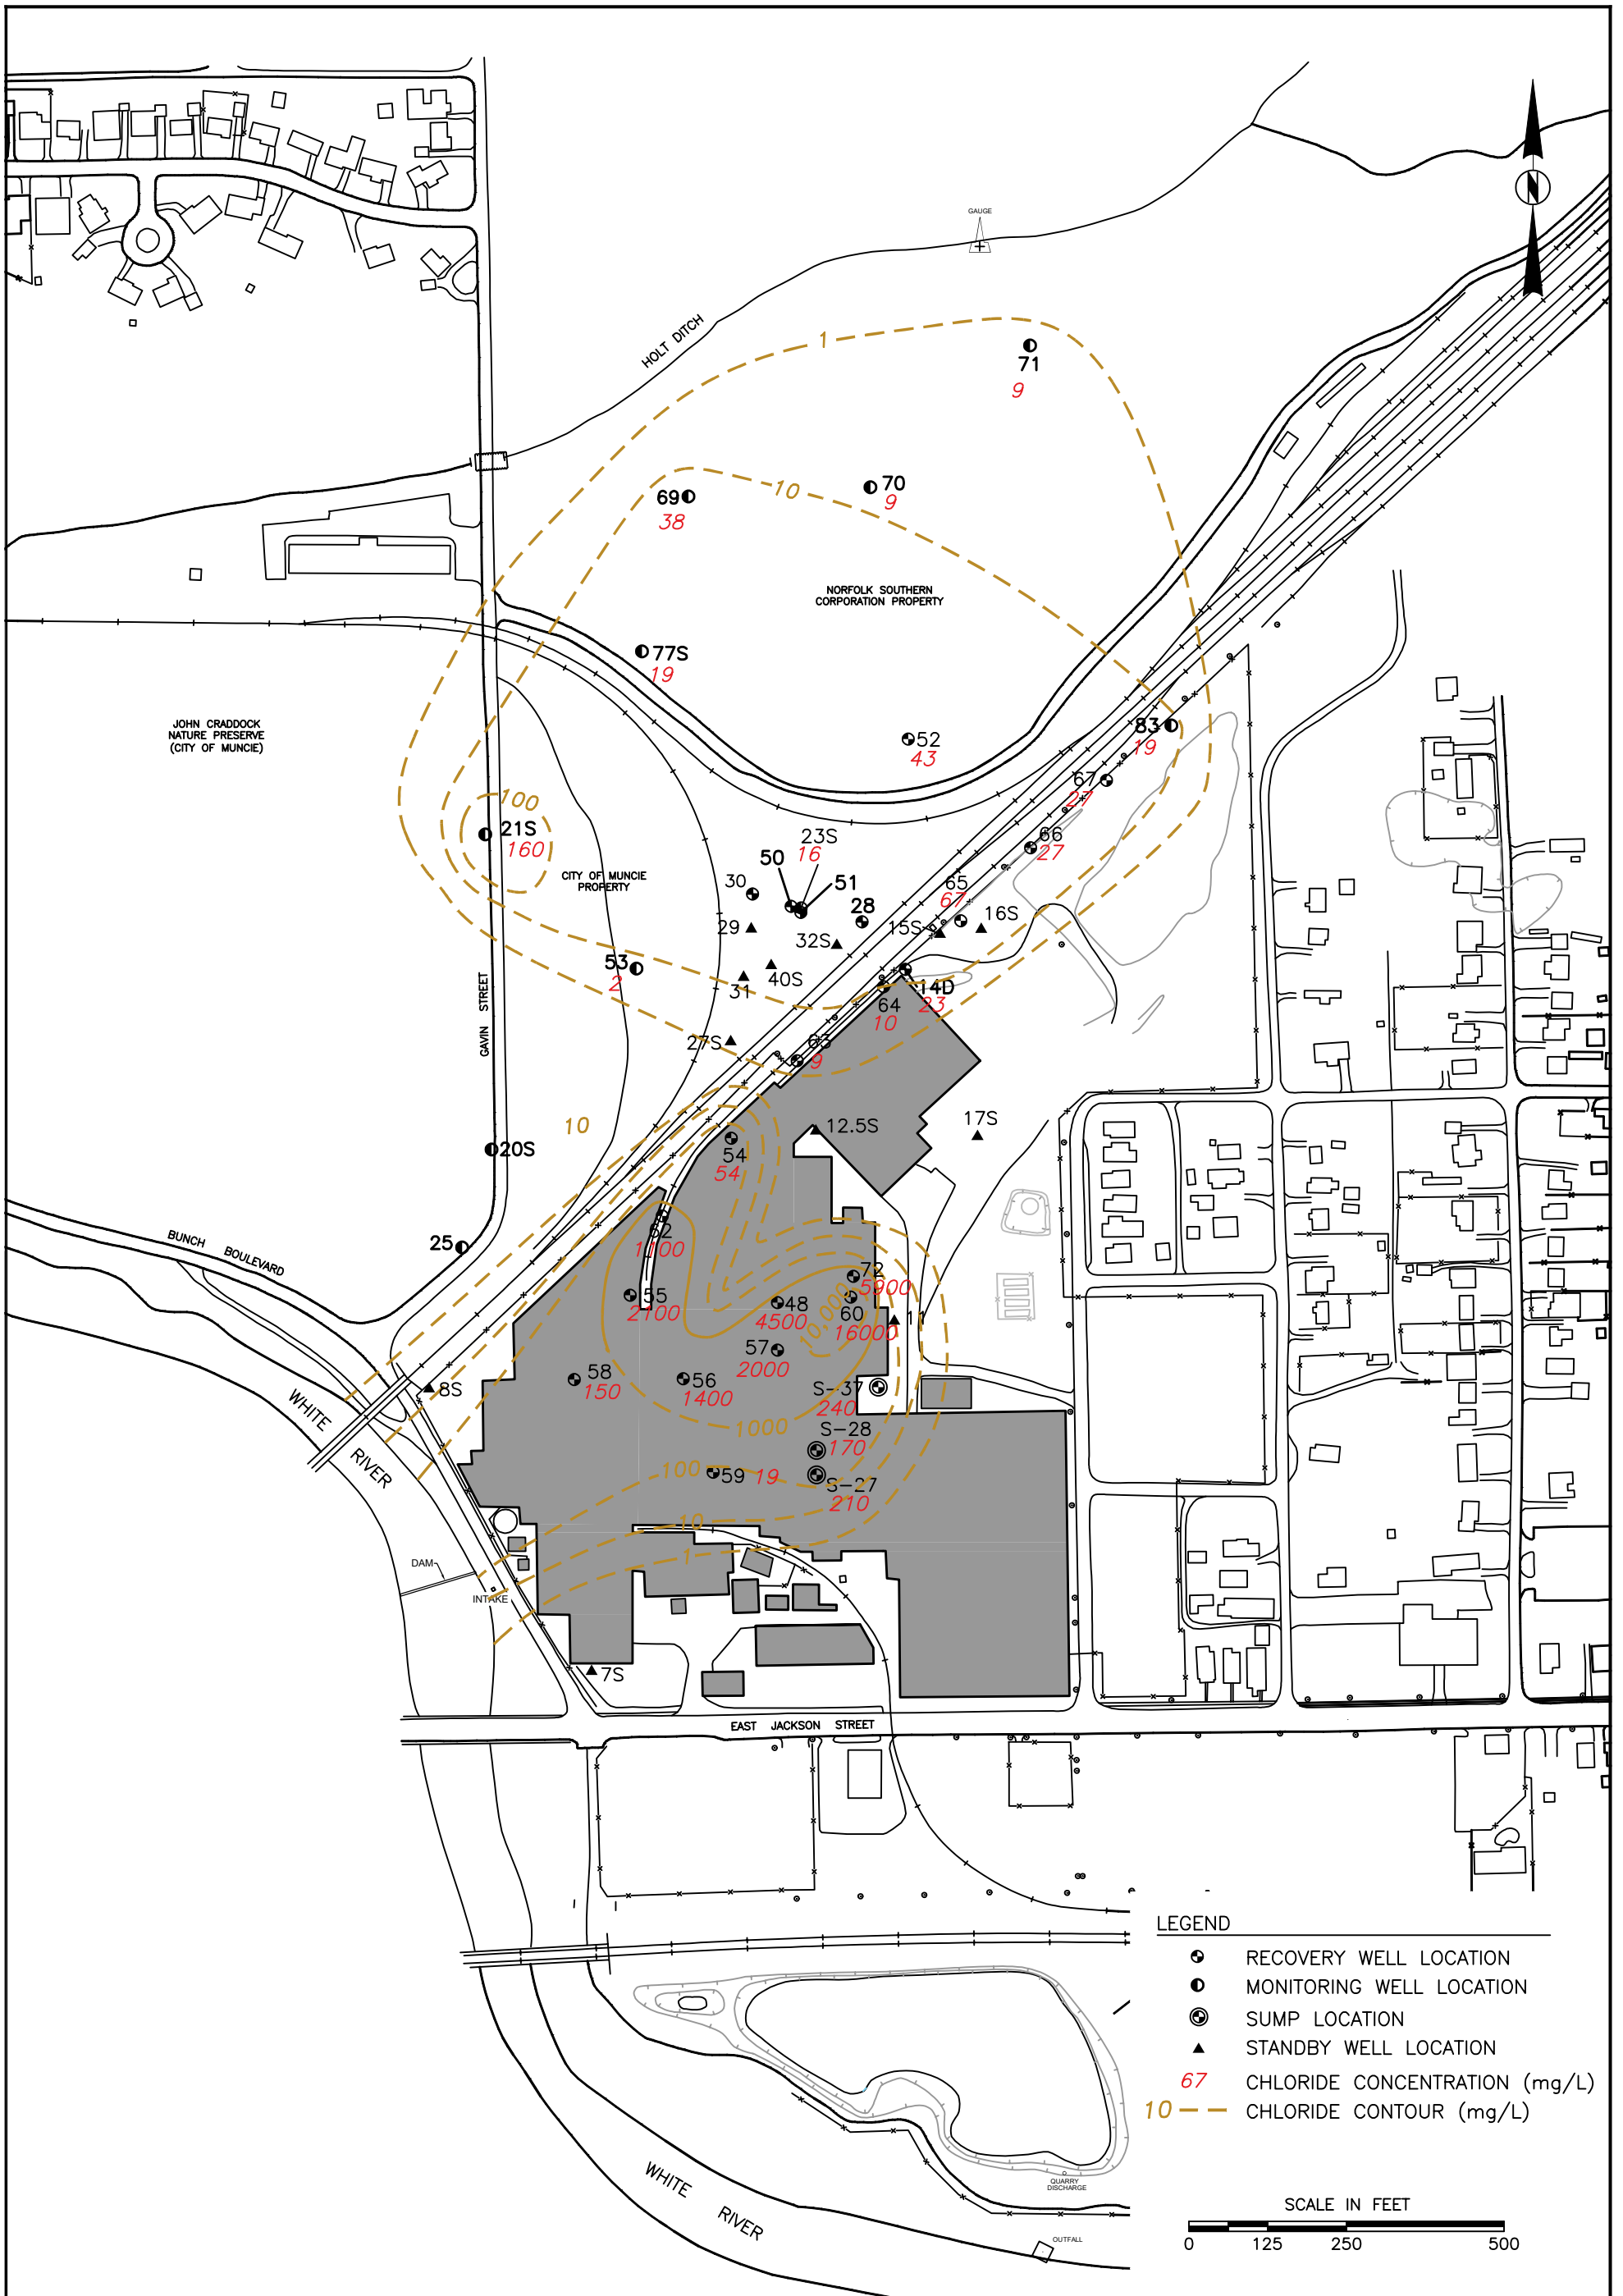 GAUGE
HOLT DITCH
1
71
9
10
70
9
69
38
NORFOLK SOUTHERN
CORPORATION PROPERTY
77S
19
JOHN CRADDOCK
NATURE PRESERVE
(CITY OF MUNCIE)
52
43
83
19
67
27
100
21S
160
23S
16
66
27
50
51
CITY OF MUNCIE
PROPERTY
30
65
67
28
16S
29
15S
32S
53
2
40S
31
14D
23
64
10
GAVIN STREET
27S
63
9
10
12.5S
17S
20S
54
54
62
1100
BUNCH BOULEVARD
25
72
5900
55
2100
48
4500
10,000
60
16000
11
57
2000
58
150
56
1400
8S
S-37
240
WHITE
RIVER
1000
S-28
170
100
59
19
S-27
210
10
1
DAM
INTAKE
7S
EAST JACKSON STREET
LEGEND
RECOVERY WELL LOCATION
MONITORING WELL LOCATION
SUMP LOCATION
STANDBY WELL LOCATION
67 CHLORIDE CONCENTRATION (mg/L)
10 CHLORIDE CONTOUR (mg/L)
QUARRY
DISCHARGE
WHITE
RIVER
OUTFALL
SCALE IN FEET
0 125 250 500